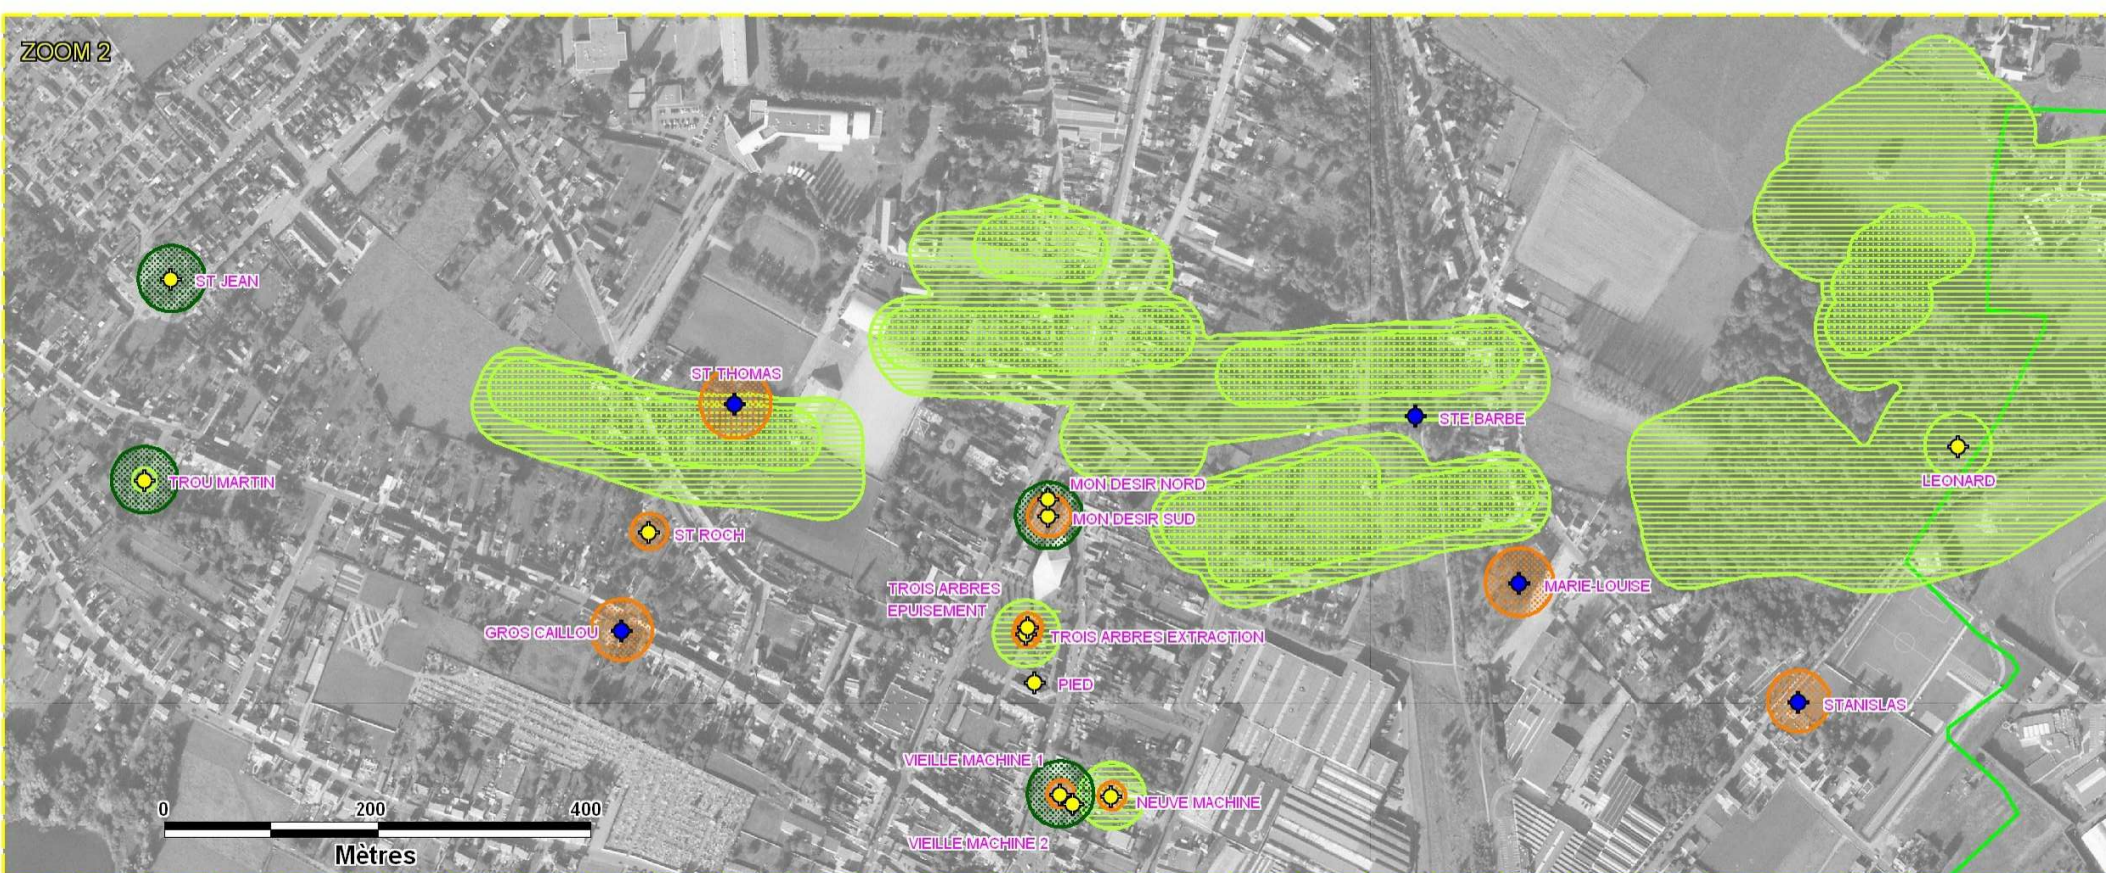 ZOOM 2
ST JEAN
ST THOMAS
STE BARBE
TROU MARTIN
LEONARD
MON DESIR NORD
MON DESIR SUD
ST ROCH
TROIS ARBRES
EPUISEMENT
MARIE-LOUISE
GROS CAILLOU
TROIS ARBRES EXTRACTION
PIED
STANISLAS
VIEILLE MACHINE 1
NEUVE MACHINE
VIEILLE MACHINE 2
0 200 400
Mètres